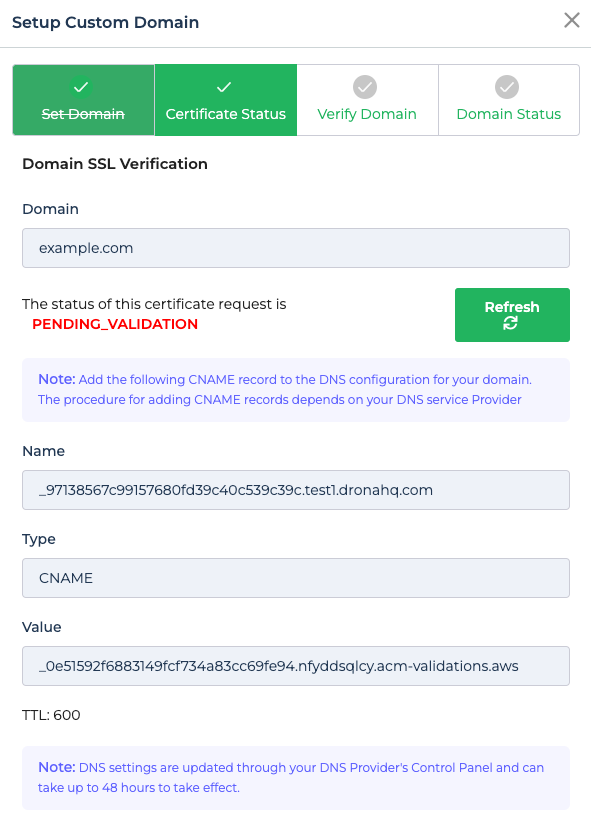 Setup Custom Domain
Set Domain
Certificate Status
Verify Domain
Domain Status
Domain SSL Verification
Domain
example.com
The status of this certificate request is
PENDING_VALIDATION
Refresh
Note: Add the following CNAME record to the DNS configuration for your domain.
The procedure for adding CNAME records depends on your DNS service Provider
Name
_97138567c99157680fd39c40c539c39c.test1.dronahq.com
Type
CNAME
Value
_0e51592f6883149fcf734a83cc69fe94.nfyddsqlcy.acm-validations.aws
TTL: 600
Note: DNS settings are updated through your DNS Provider's Control Panel and can
take up to 48 hours to take effect.